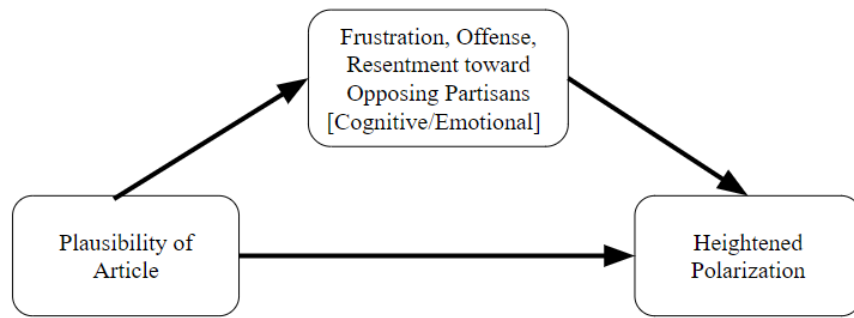 Frustration, Offense,
Resentment toward
Opposing Partisans
[Cognitive/Emotional]
Plausibility of
Article
Heightened
Polarization